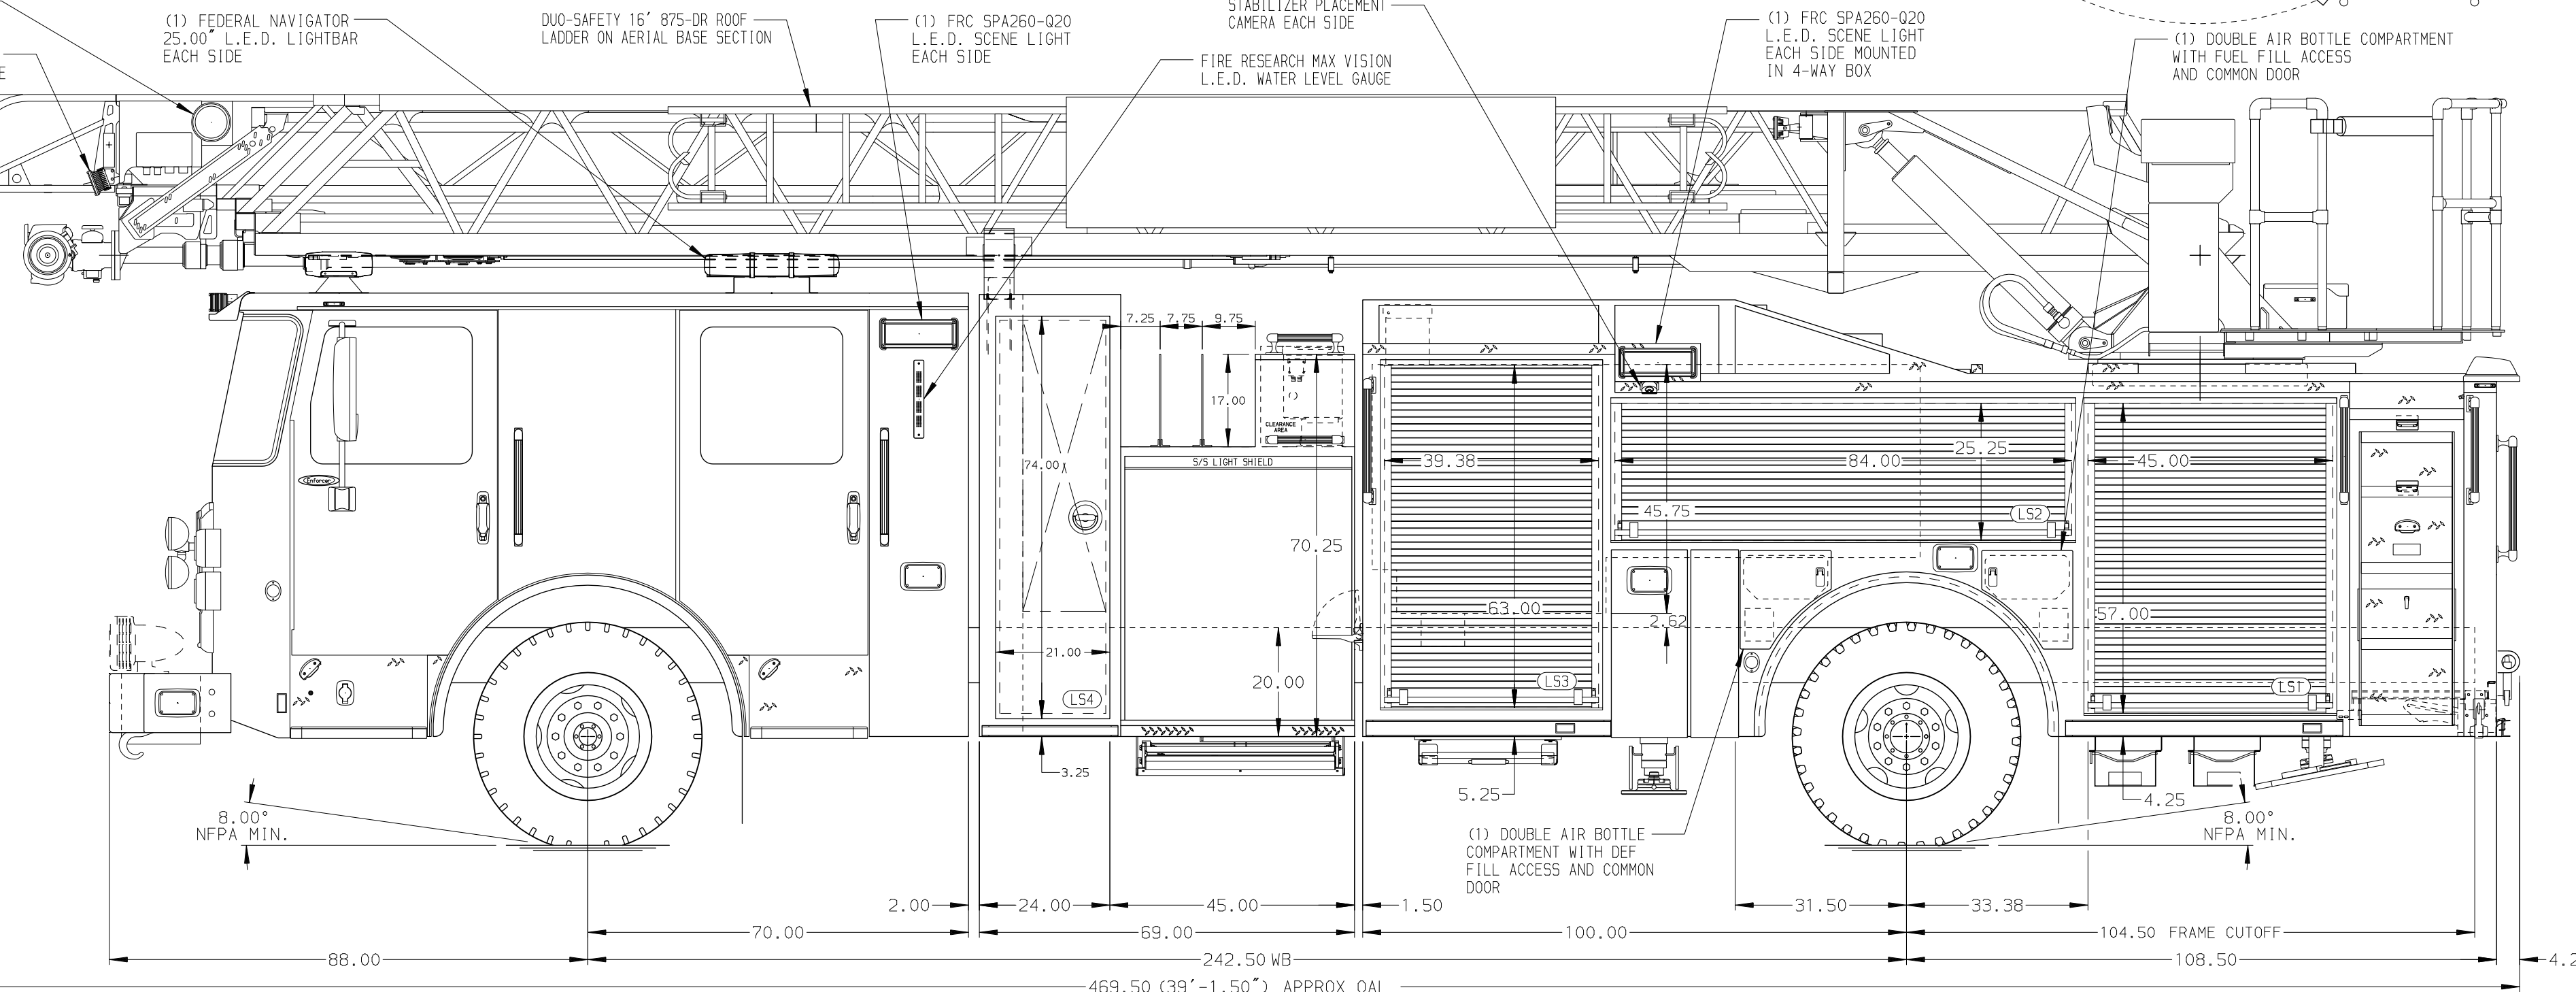 (1) FEDERAL NAVIGATOR
25.00" L.E.D. LIGHTBAR
EACH SIDE
DUO-SAFETY 16' 875-DR ROOF
LADDER ON AERIAL BASE SECTION
(1) FRC SPA260-Q20
L.E.D. SCENE LIGHT
EACH SIDE
STABILIZER PLACEMENT
CAMERA EACH SIDE
FIRE RESEARCH MAX VISION
L.E.D. WATER LEVEL GAUGE
(1) FRC SPA260-Q20
L.E.D. SCENE LIGHT
EACH SIDE MOUNTED
IN 4-WAY BOX
(1) DOUBLE AIR BOTTLE COMPARTMENT
WITH FUEL FILL ACCESS
AND COMMON DOOR
E
7.25
7.75
9.75
17.00
CLEARANCE
AREA
S/S LIGHT SHIELD
74.00
39.38
84.00
25.25
45.00
Enforcer
45.75
LS2
70.25
63.00
2.62
57.00
21.00
20.00
LS4
LS3
LS1
3.25
5.25
4.25
8.00°
NFPA MIN.
8.00°
NFPA MIN.
(1) DOUBLE AIR BOTTLE
COMPARTMENT WITH DEF
FILL ACCESS AND COMMON
DOOR
2.00
24.00
45.00
1.50
31.50
33.38
70.00
69.00
100.00
104.50 FRAME CUTOFF
88.00
242.50 WB
108.50
4.2
469.50 (39'-1.50") APPROX OAL